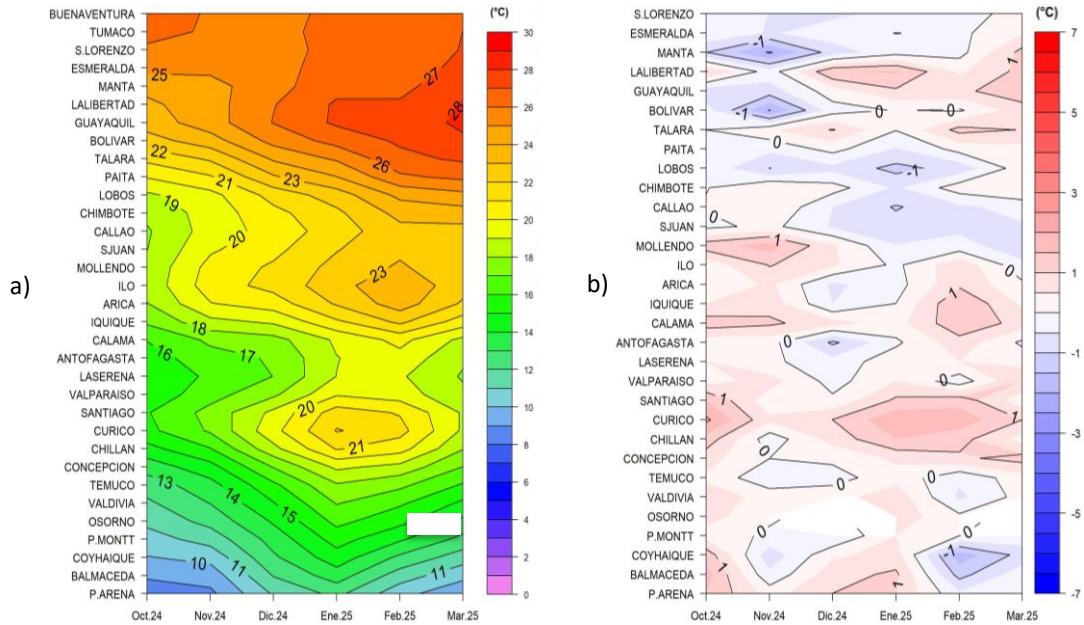 a)
BUENAVENTURA
TUMACO
S.LORENZO
ESMERALDA
MANTA
LALIBERTAD
GUAYAQUIL
BOLIVAR
TALARA
PAITA
LOBOS
CHIMBOTE
CALLAO
SJUAN
MOLLENDO
ILO
ARICA
IQUIQUE
CALAMA
ANTOFAGASTA
LASERENA
VALPARAISO
SANTIAGO
CURICO
CHILLAN
CONCEPCION
TEMUCO
VALDIVIA
OSORNO
P.MONTT
COYHAIQUE
BALMACEDA
P.ARENA
25
27
28
26
22
21
23
19
20
23
18
16
17
20
21
13
14
15
10
11
11
Oct.24 Nov.24 Dic.24 Ene.25 Feb.25 Mar.25
(°C)
30
28
26
24
22
20
18
16
14
12
10
8
6
4
2
0
b)
S.LORENZO
ESMERALDA
MANTA
LALIBERTAD
GUAYAQUIL
BOLIVAR
TALARA
PAITA
LOBOS
CHIMBOTE
CALLAO
SJUAN
MOLLENDO
ILO
ARICA
IQUIQUE
CALAMA
ANTOFAGASTA
LASERENA
VALPARAISO
SANTIAGO
CURICO
CHILLAN
CONCEPCION
TEMUCO
VALDIVIA
OSORNO
P.MONTT
COYHAIQUE
BALMACEDA
P.ARENA
-1
1
-1
0
0
0
-1
0
1
0
1
0
0
1
1
0
0
0
0
0
-1
1
1
Oct.24 Nov.24 Dic.24 Ene.25 Feb.25 Mar.25
(°C)
7
5
3
1
-1
-3
-5
-7